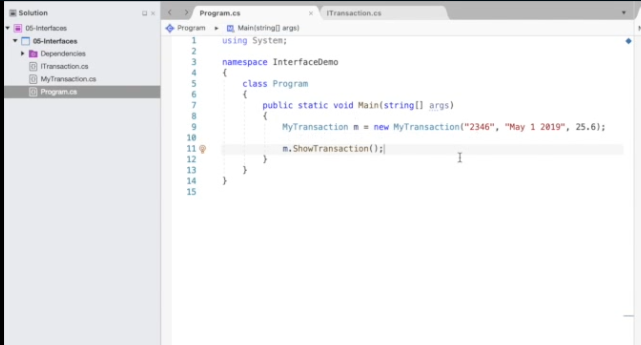 Solution
05-Interfaces
05-Interfaces
Dependencies
ITransaction.cs
MyTransaction.cs
Program.cs
Program.cs × ITransaction.cs
Program ▸ Main(string[] args)
1 using System;
2
3 namespace InterfaceDemo
4 {
5 class Program
6 {
7 public static void Main(string[] args)
8 {
9 MyTransaction m = new MyTransaction("2346", "May 1 2019", 25.6);
10
11 m.ShowTransaction();
12 }
13 }
14 }
15